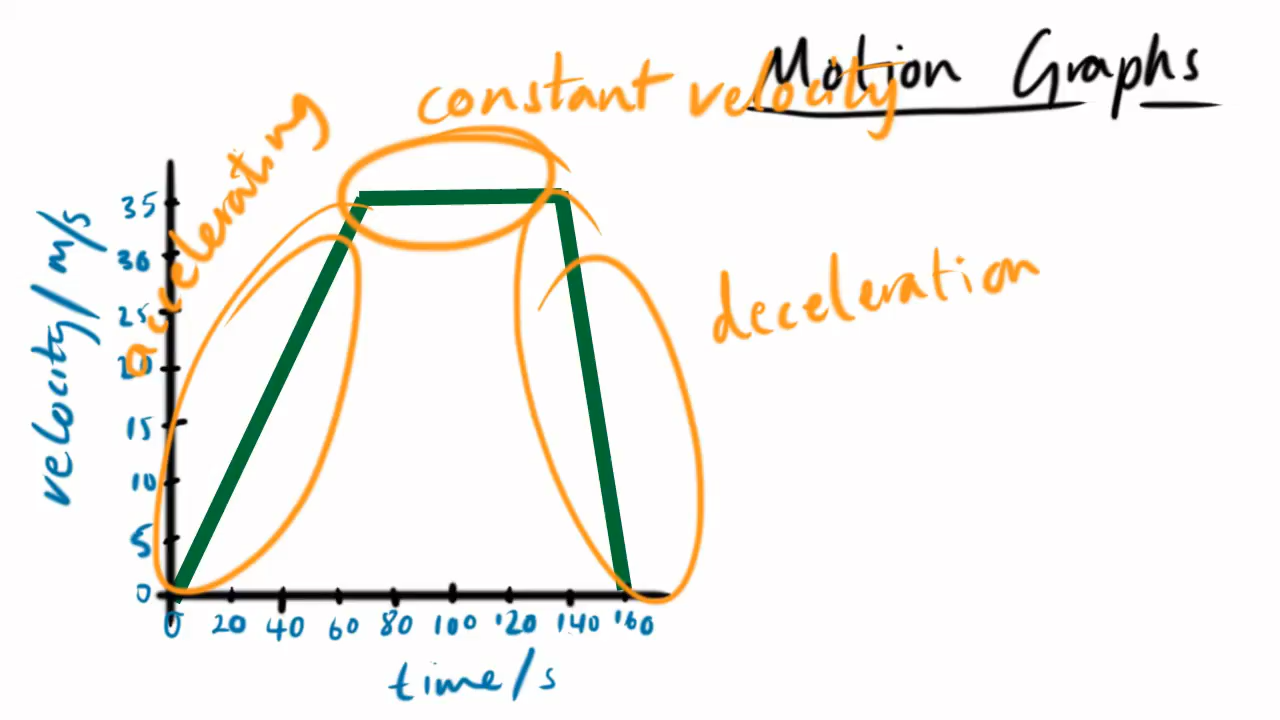 Motion Graphs
constant velocity
accelerating
deceleration
velocity / m/s
35
30
25
20
15
10
5
0
0 20 40 60 80 100 120 140 160
time/s